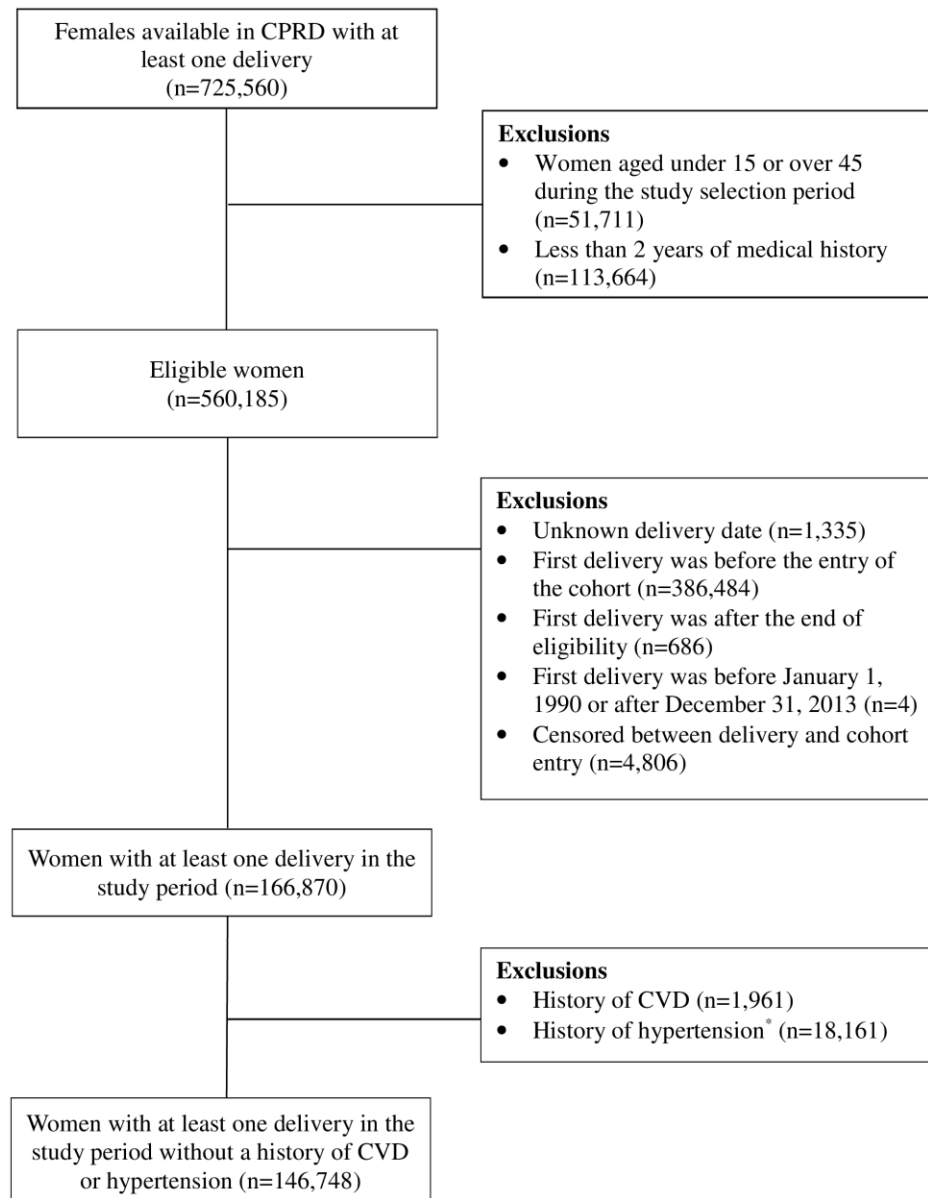 Females available in CPRD with at
least one delivery
(n=725,560)
Exclusions
• Women aged under 15 or over 45
during the study selection period
(n=51,711)
• Less than 2 years of medical history
(n=113,664)
Eligible women
(n=560,185)
Exclusions
• Unknown delivery date (n=1,335)
• First delivery was before the entry of
the cohort (n=386,484)
• First delivery was after the end of
eligibility (n=686)
• First delivery was before January 1,
1990 or after December 31, 2013 (n=4)
• Censored between delivery and cohort
entry (n=4,806)
Women with at least one delivery in the
study period (n=166,870)
Exclusions
• History of CVD (n=1,961)
• History of hypertension* (n=18,161)
Women with at least one delivery in the
study period without a history of CVD
or hypertension (n=146,748)